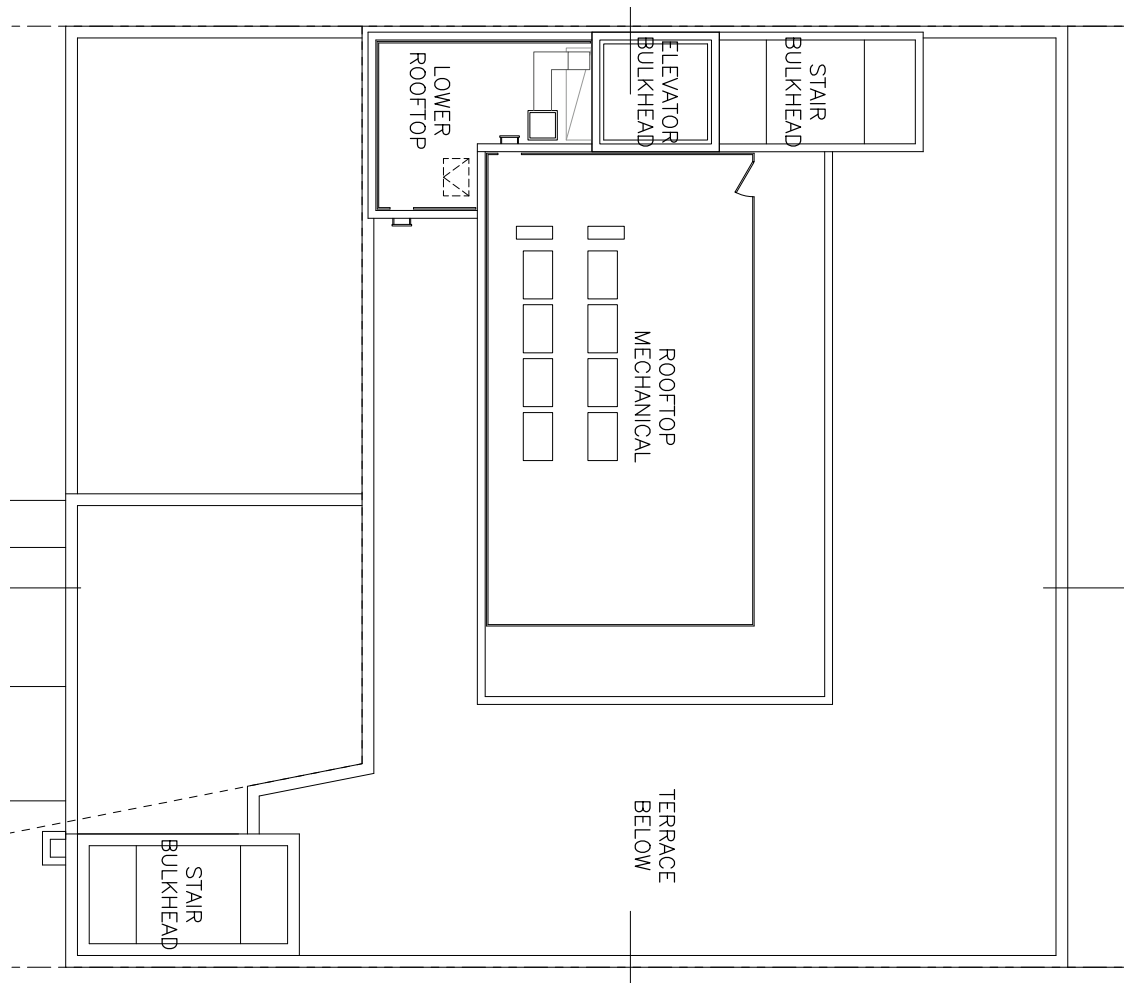 LOWER
ROOFTOP
ELEVATOR
BULKHEAD
STAIR
BULKHEAD
ROOFTOP
MECHANICAL
TERRACE
BELOW
STAIR
BULKHEAD